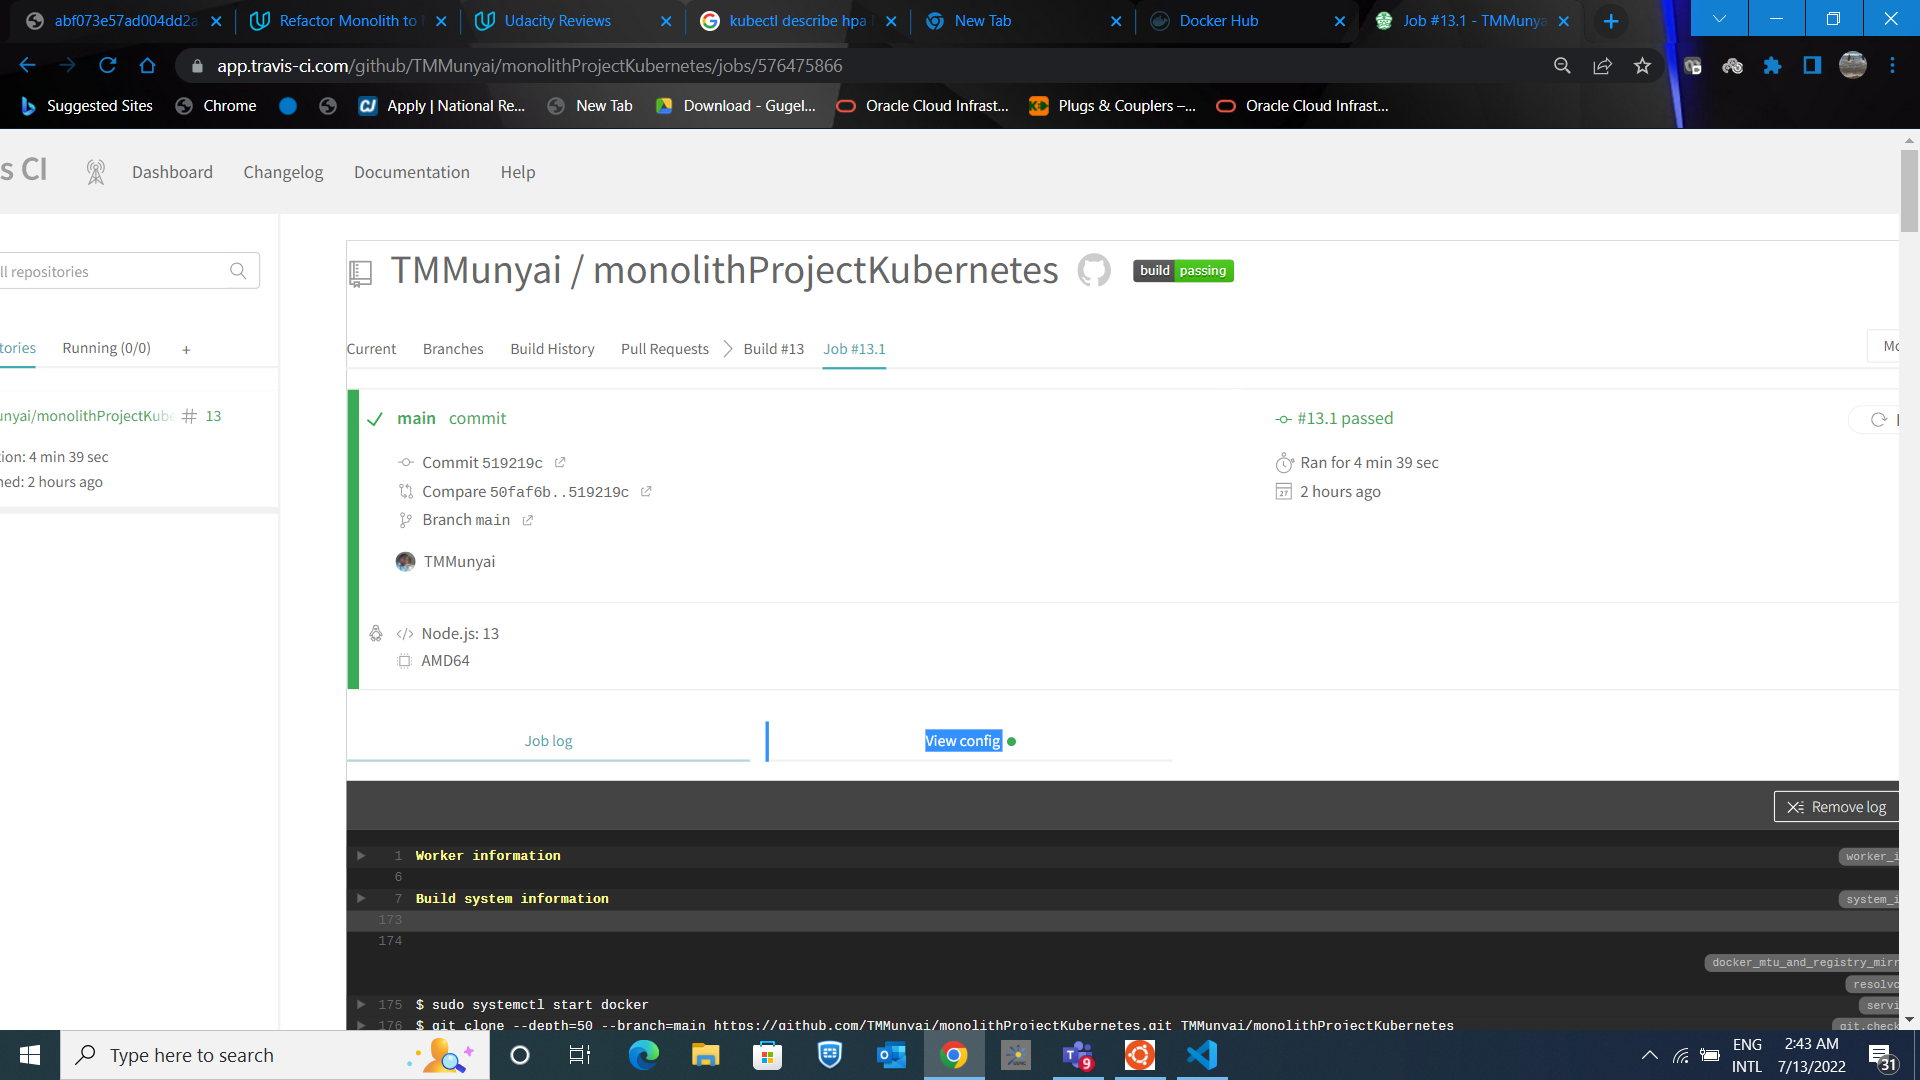 abf073e57ad004dd2a
Refactor Monolith to
Udacity Reviews
kubectl describe hpa
New Tab
Docker Hub
Job #13.1 - TMMunya
app.travis-ci.com/github/TMMunyai/monolithProjectKubernetes/jobs/576475866
Suggested Sites
Chrome
Apply | National Re...
New Tab
Download - Gugel...
Oracle Cloud Infrast...
Plugs & Couplers –...
Oracle Cloud Infrast...
s CI
Dashboard
Changelog
Documentation
Help
ll repositories
TMMunyai / monolithProjectKubernetes
build passing
tories
Running (0/0)
+
Current
Branches
Build History
Pull Requests
Build #13
Job #13.1
Mo
unyai/monolithProjectKube # 13
tion: 4 min 39 sec
hed: 2 hours ago
main commit
#13.1 passed
Commit 519219c
Ran for 4 min 39 sec
Compare 50faf6b..519219c
2 hours ago
Branch main
TMMunyai
Node.js: 13
AMD64
Job log
View config
Remove log
1 Worker information
worker_i
6
7 Build system information
system_i
173
174
docker_mtu_and_registry_mirr
resolvc
175 $ sudo systemctl start docker
servi
176 $ git clone --depth=50 --branch=main https://github.com/TMMunyai/monolithProjectKubernetes.git TMMunyai/monolithProjectKubernetes
git.check
Type here to search
9
ENG
INTL
2:43 AM
7/13/2022
31